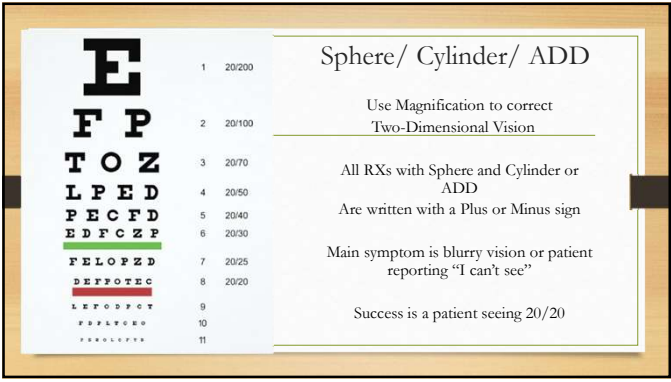 E 1 20/200
F P 2 20/100
T O Z 3 20/70
L P E D 4 20/50
P E C F D 5 20/40
E D F C Z P 6 20/30
F E L O P Z D 7 20/25
D E F P O T E C 8 20/20
L E F O D P C T 9
F D P L T C E O 10
11
Sphere/ Cylinder/ ADD
Use Magnification to correct
Two-Dimensional Vision
All RXs with Sphere and Cylinder or
ADD
Are written with a Plus or Minus sign
Main symptom is blurry vision or patient
reporting “I can’t see”
Success is a patient seeing 20/20